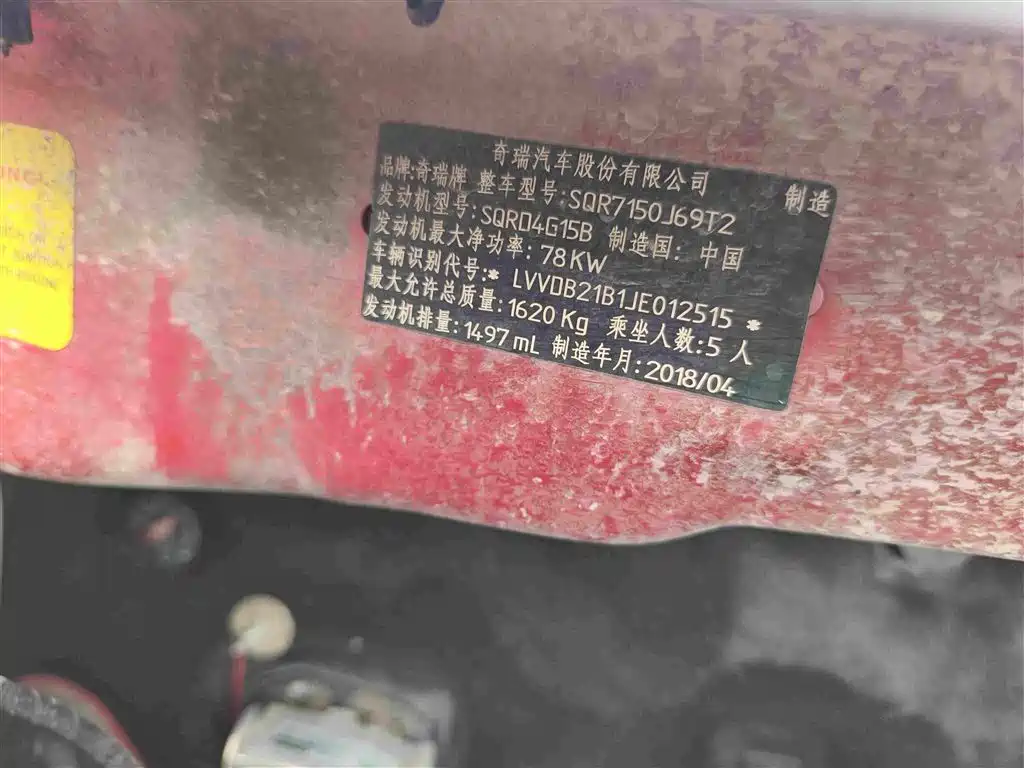 奇瑞汽车股份有限公司 制造
品牌:奇瑞牌 整车型号:SQR7150J69T2
发动机型号:SQRD4G15B 制造国: 中国
发动机最大净功率: 78KW
车辆识别代号:* LVVDB21B1JE012515 *
最大允许总质量:1620Kg 乘坐人数:5 人
发动机排量:1497mL 制造年月:2018/04